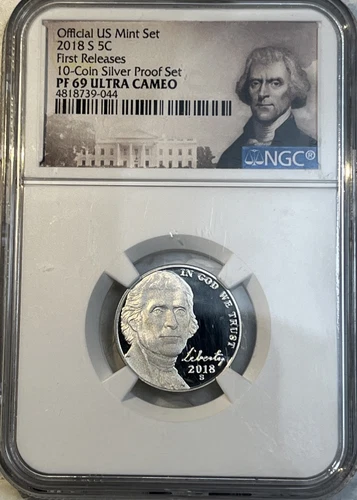 Official US Mint Set
2018 S 5C
First Releases
10-Coin Silver Proof Set
PF 69 ULTRA CAMEO
4818739-044
NGC®
IN GOD WE TRUST
Liberty
2018
S